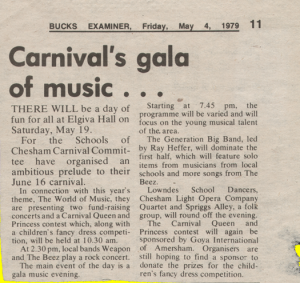 BUCKS EXAMINER, Friday, May 4, 1979 11
Carnival's gala
of music . . .
THERE WILL be a day of
fun for all at Elgiva Hall on
Saturday, May 19.
For the Schools of
Chesham Carnival Commit-
tee have organised an
ambitious prelude to their
June 16 carnival.
In connection with this year's
theme, The World of Music, they
are presenting two fund-raising
concerts and a Carnival Queen and
Princess contest which, along with
a children's fancy dress competi-
tion, will be held at 10.30 am.
At 2.30 pm, local bands Weapon
and The Beez play a rock concert.
The main event of the day is a
gala music evening.
Starting at 7.45 pm, the
programme will be varied and will
focus on the young musical talent
of the area.
The Generation Big Band, led
by Ray Heffer, will dominate the
first half, which will feature solo
items from musicians from local
schools and more songs from The
Beez.
Lowndes School Dancers,
Chesham Light Opera Company
Quartet and Spriggs Alley, a folk
group, will round off the evening.
The Carnival Queen and
Princess contest will again be
sponsored by Goya International
of Amersham. Organisers are
still hoping to find a sponsor to
donate the prizes for the child-
ren's fancy dress competition.